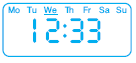 Mo Tu We Th Fr Sa Su
12:33